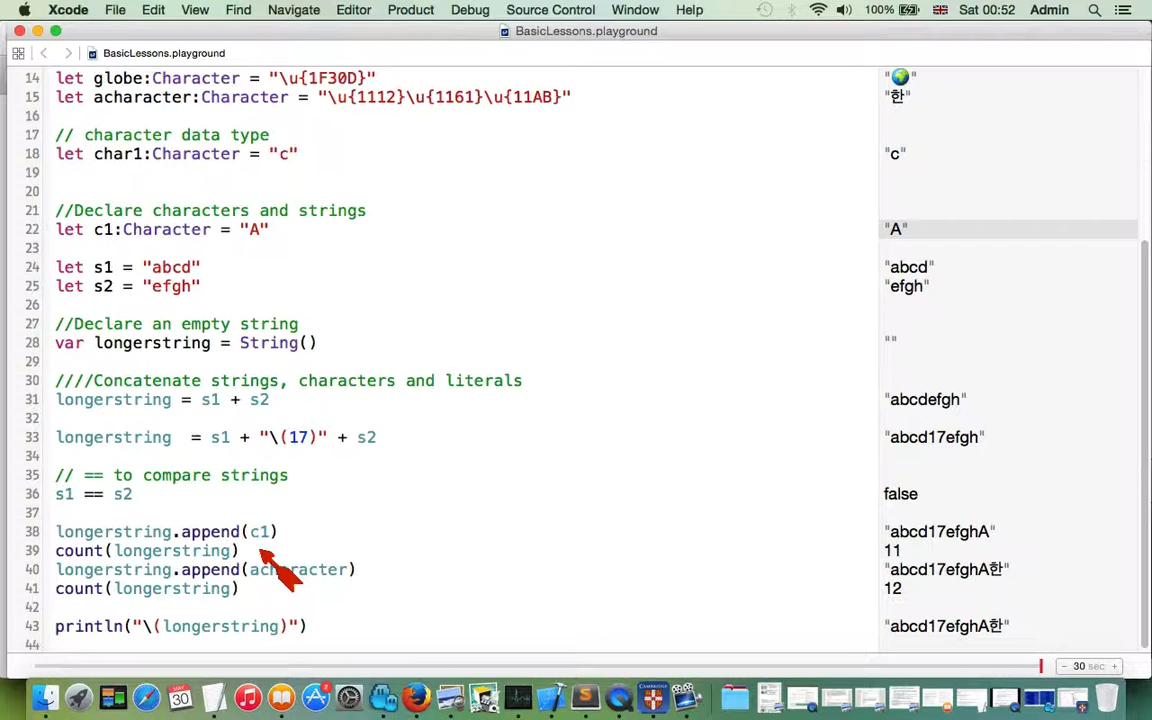 Xcode File Edit View Find Navigate Editor Product Debug Source Control Window Help 100% Sat 00:52 Admin
BasicLessons.playground
BasicLessons.playground
14 let globe:Character = "\u{1F30D}" "🌍"
15 let acharacter:Character = "\u{1112}\u{1161}\u{11AB}" "한"
16
17 // character data type
18 let char1:Character = "c" "c"
19
20
21 //Declare characters and strings
22 let c1:Character = "A" "A"
23
24 let s1 = "abcd" "abcd"
25 let s2 = "efgh" "efgh"
26
27 //Declare an empty string
28 var longerstring = String() ""
29
30 ////Concatenate strings, characters and literals
31 longerstring = s1 + s2 "abcdefgh"
32
33 longerstring  = s1 + "\(17)" + s2 "abcd17efgh"
34
35 // == to compare strings
36 s1 == s2 false
37
38 longerstring.append(c1) "abcd17efghA"
39 count(longerstring) 11
40 longerstring.append(acharacter) "abcd17efghA한"
41 count(longerstring) 12
42
43 println("\(longerstring)") "abcd17efghA한"
44
- 30 sec +
MAY
30
2